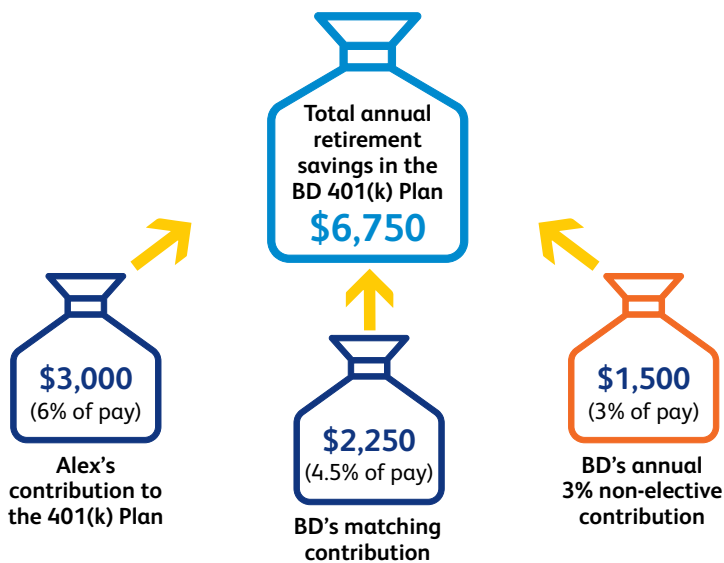 Total annual
retirement
savings in the
BD 401(k) Plan
$6,750
$3,000
(6% of pay)
Alex’s
contribution to
the 401(k) Plan
$2,250
(4.5% of pay)
BD’s matching
contribution
$1,500
(3% of pay)
BD’s annual
3% non-elective
contribution